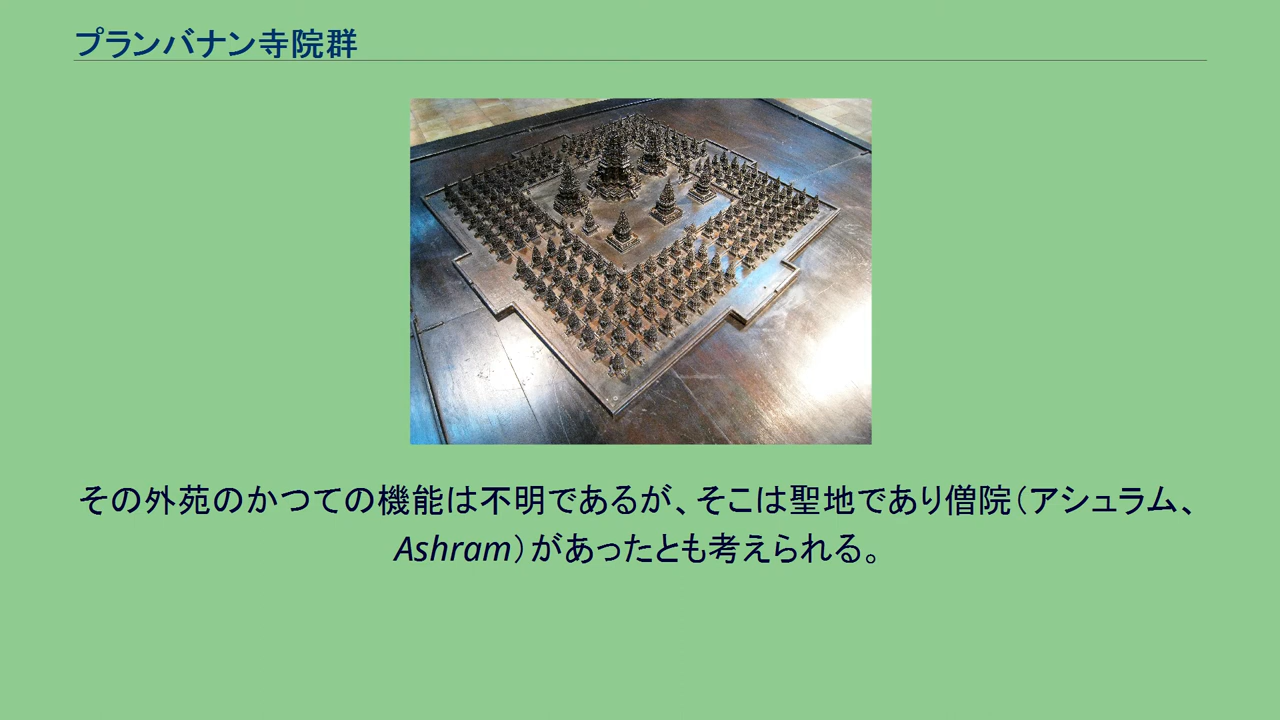 プランバナン寺院群
その外苑のかつての機能は不明であるが、そこは聖地であり僧院（アシュラム、
Ashram）があったとも考えられる。